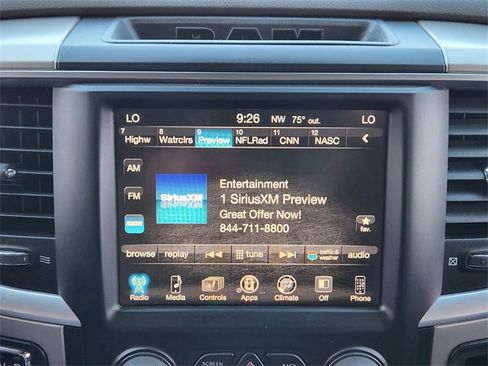 RAM
LO 9:26 NW 75° out. LO
7 8 9 10 11 12
Highw Watrclrs Preview NFLRad CNN NASC
AM
FM
SiriusXM
Entertainment
1 SiriusXM Preview
Great Offer Now!
844-711-8800
fav.
browse replay tune traffic & weather audio
Radio Media Controls Apps Climate Off Phone
SCREEN BACK